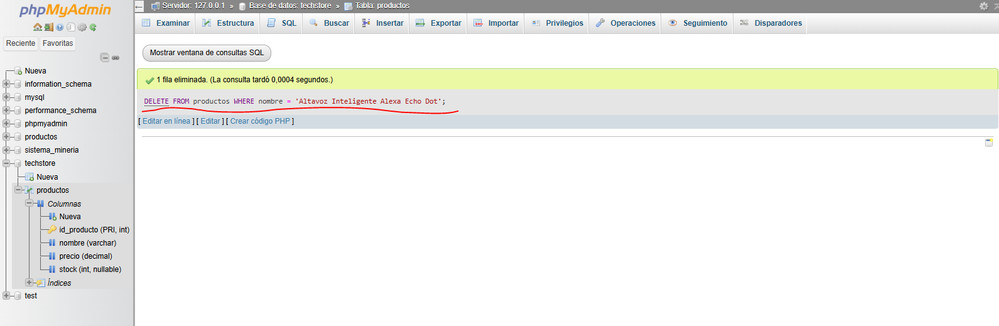 phpMyAdmin
Reciente Favoritas
Nueva
information_schema
mysql
performance_schema
phpmyadmin
productos
sistema_mineria
techstore
Nueva
productos
Columnas
Nueva
id_producto (PRI, int)
nombre (varchar)
precio (decimal)
stock (int, nullable)
Índices
test
← Servidor: 127.0.0.1 » Base de datos: techstore » Tabla: productos
Examinar Estructura SQL Buscar Insertar Exportar Importar Privilegios Operaciones Seguimiento Disparadores
Mostrar ventana de consultas SQL
1 fila eliminada. (La consulta tardó 0,0004 segundos.)
DELETE FROM productos WHERE nombre = 'Altavoz Inteligente Alexa Echo Dot';
[ Editar en línea ] [ Editar ] [ Crear código PHP ]